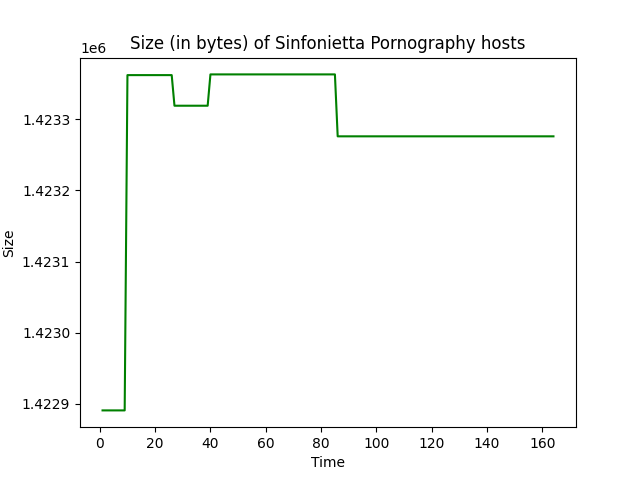 Size (in bytes) of Sinfonietta Pornography hosts
1e6
1.4233
1.4232
1.4231
1.4230
1.4229
Size
0 20 40 60 80 100 120 140 160
Time